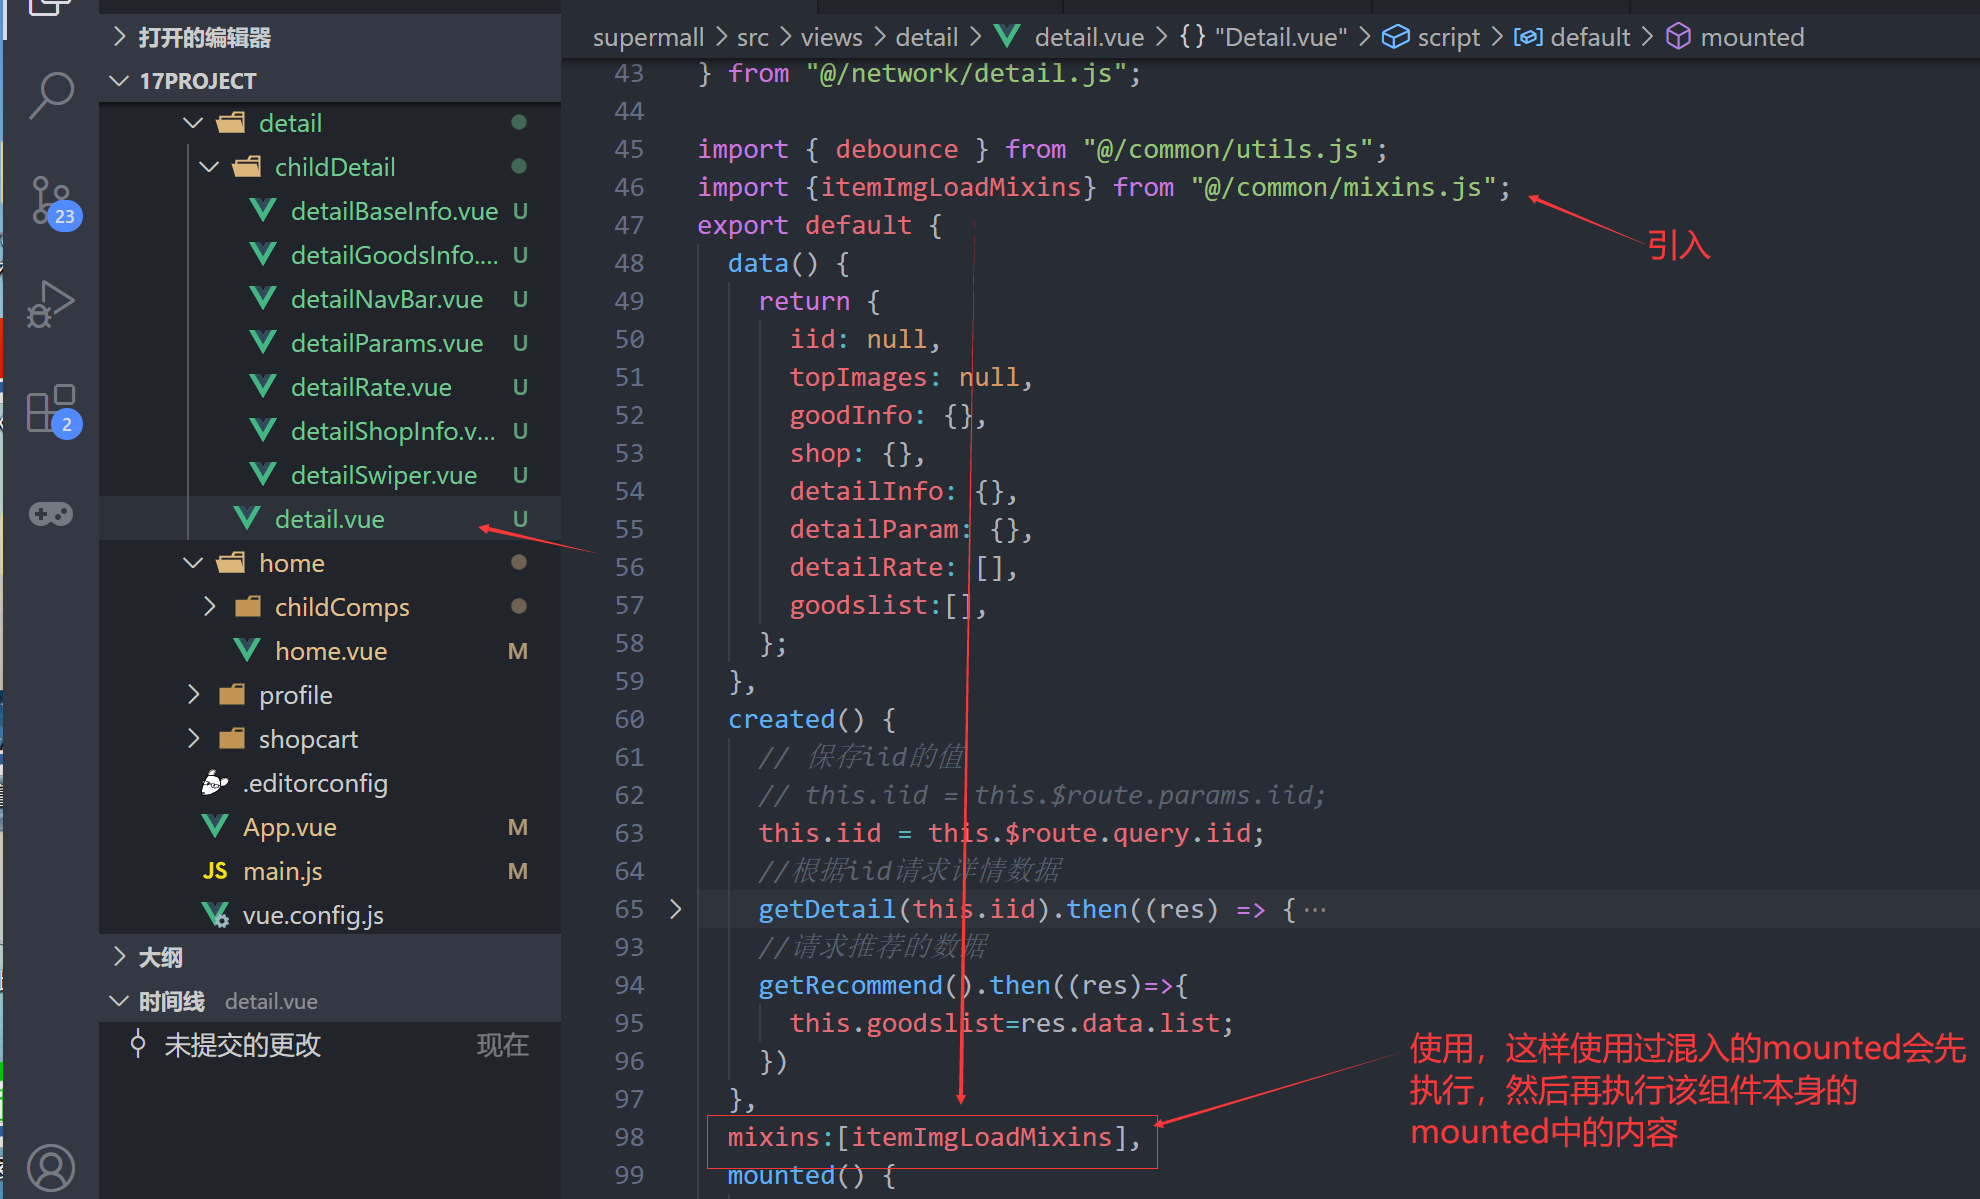 打开的编辑器
17PROJECT
detail
childDetail
detailBaseInfo.vue U
detailGoodsInfo.... U
detailNavBar.vue U
detailParams.vue U
detailRate.vue U
detailShopInfo.v... U
detailSwiper.vue U
detail.vue U
home
childComps
home.vue M
profile
shopcart
.editorconfig
App.vue M
JS main.js M
vue.config.js
大纲
时间线 detail.vue
未提交的更改 现在
23
2
supermall > src > views > detail > detail.vue > {} "Detail.vue" > script > default > mounted
43 } from "@/network/detail.js";
44
45 import { debounce } from "@/common/utils.js";
46 import {itemImgLoadMixins} from "@/common/mixins.js";
47 export default {
48 data() {
49 return {
50 iid: null,
51 topImages: null,
52 goodInfo: {},
53 shop: {},
54 detailInfo: {},
55 detailParam: {},
56 detailRate: [],
57 goodslist:[],
58 };
59 },
60 created() {
61 // 保存iid的值
62 // this.iid = this.$route.params.iid;
63 this.iid = this.$route.query.iid;
64 //根据iid请求详情数据
65 getDetail(this.iid).then((res) => {···
93 //请求推荐的数据
94 getRecommend().then((res)=>{
95 this.goodslist=res.data.list;
96 })
97 },
98 mixins:[itemImgLoadMixins],
99 mounted() {
引入
使用，这样使用过混入的mounted会先
执行，然后再执行该组件本身的
mounted中的内容